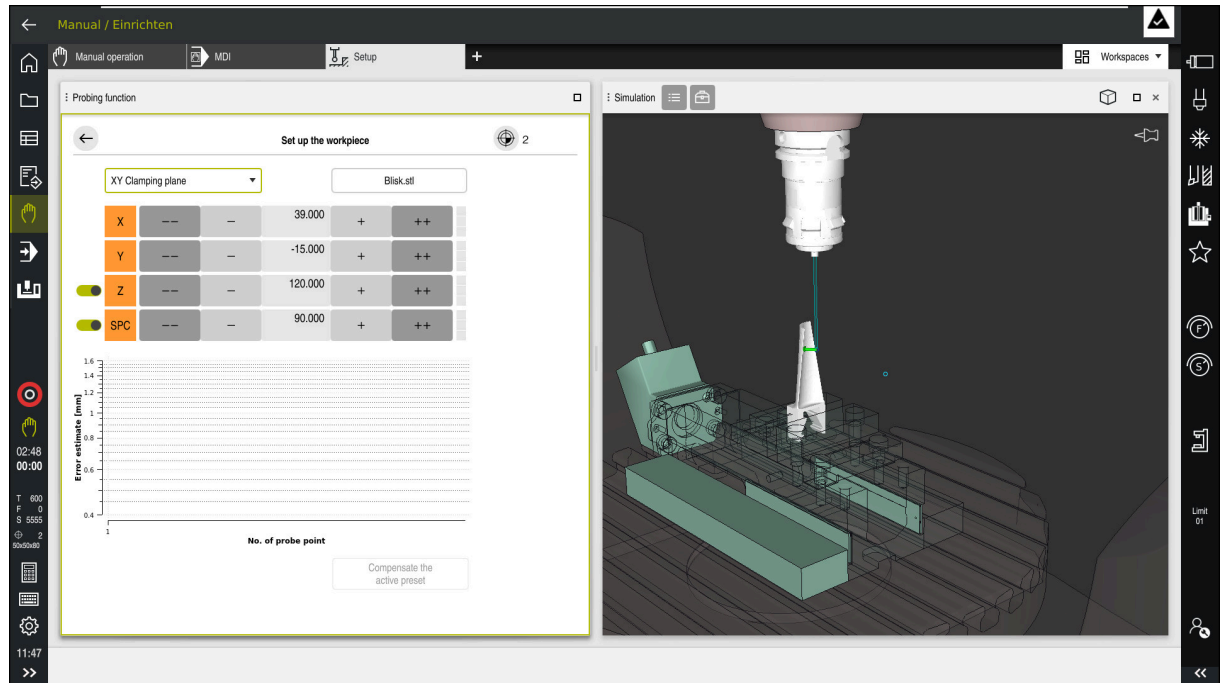 Manual / Einrichten
Manual operation
MDI
Setup
+
Workspaces
Probing function
Simulation
Set up the workpiece
2
XY Clamping plane
Blisk.stl
X -- - 39.000 + ++
Y -- - -15.000 + ++
Z -- - 120.000 + ++
SPC -- - 90.000 + ++
Error estimate [mm]
1.6
1.4
1.2
1
0.8
0.6
0.4
1
No. of probe point
Compensate the
active preset
02:48
00:00
T 600
F 0
S 5555
2
50x50x80
11:47
F
S
Limit
01